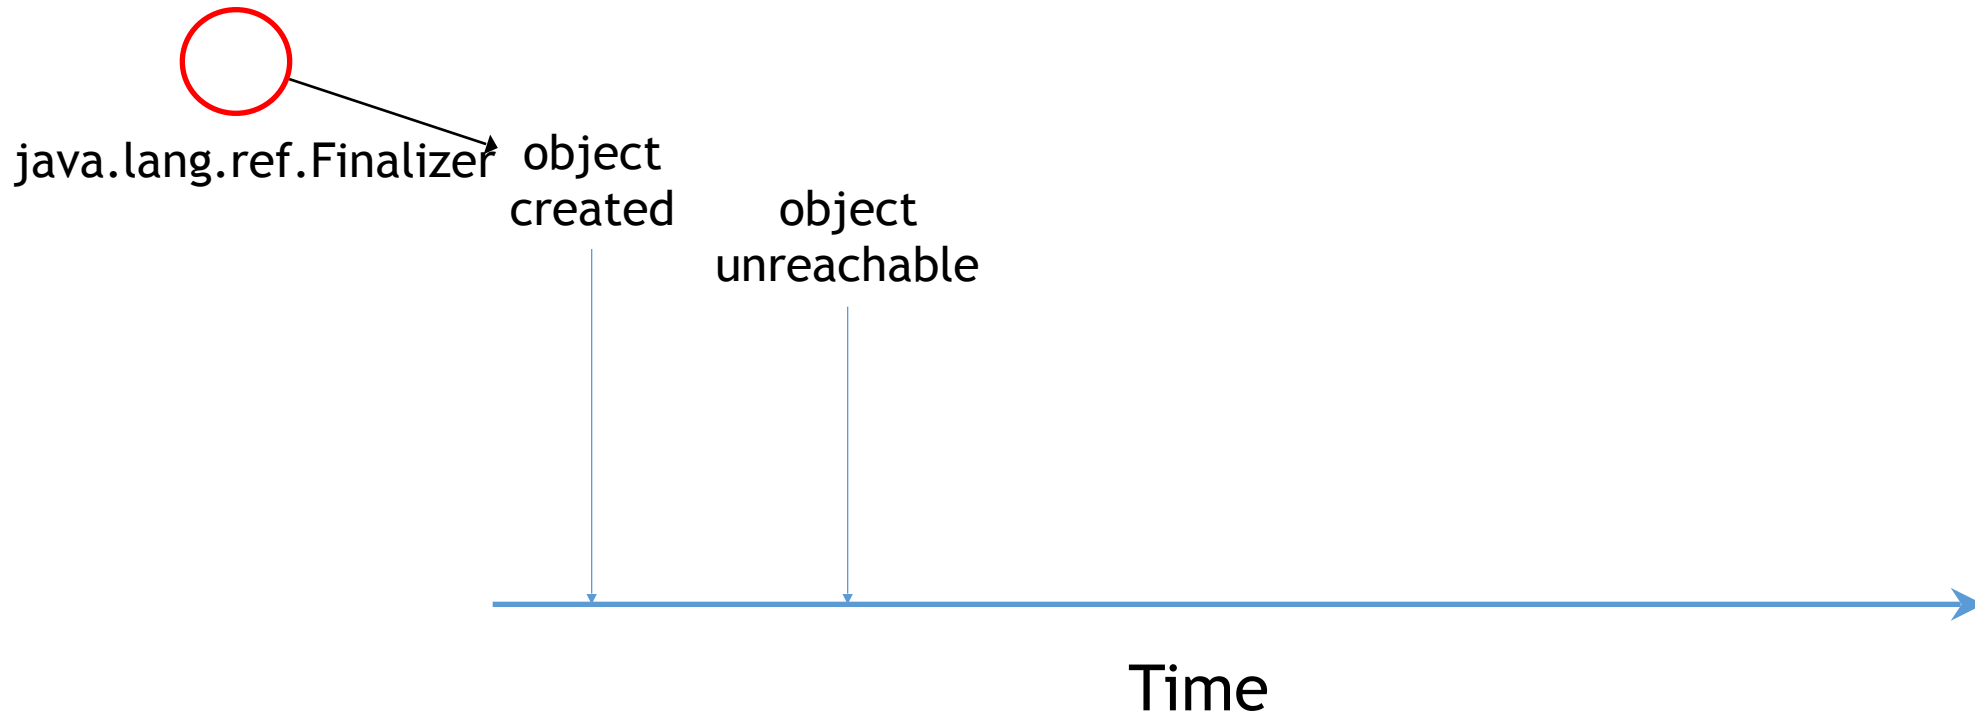 java.lang.ref.Finalizer
object
created
object
unreachable
Time